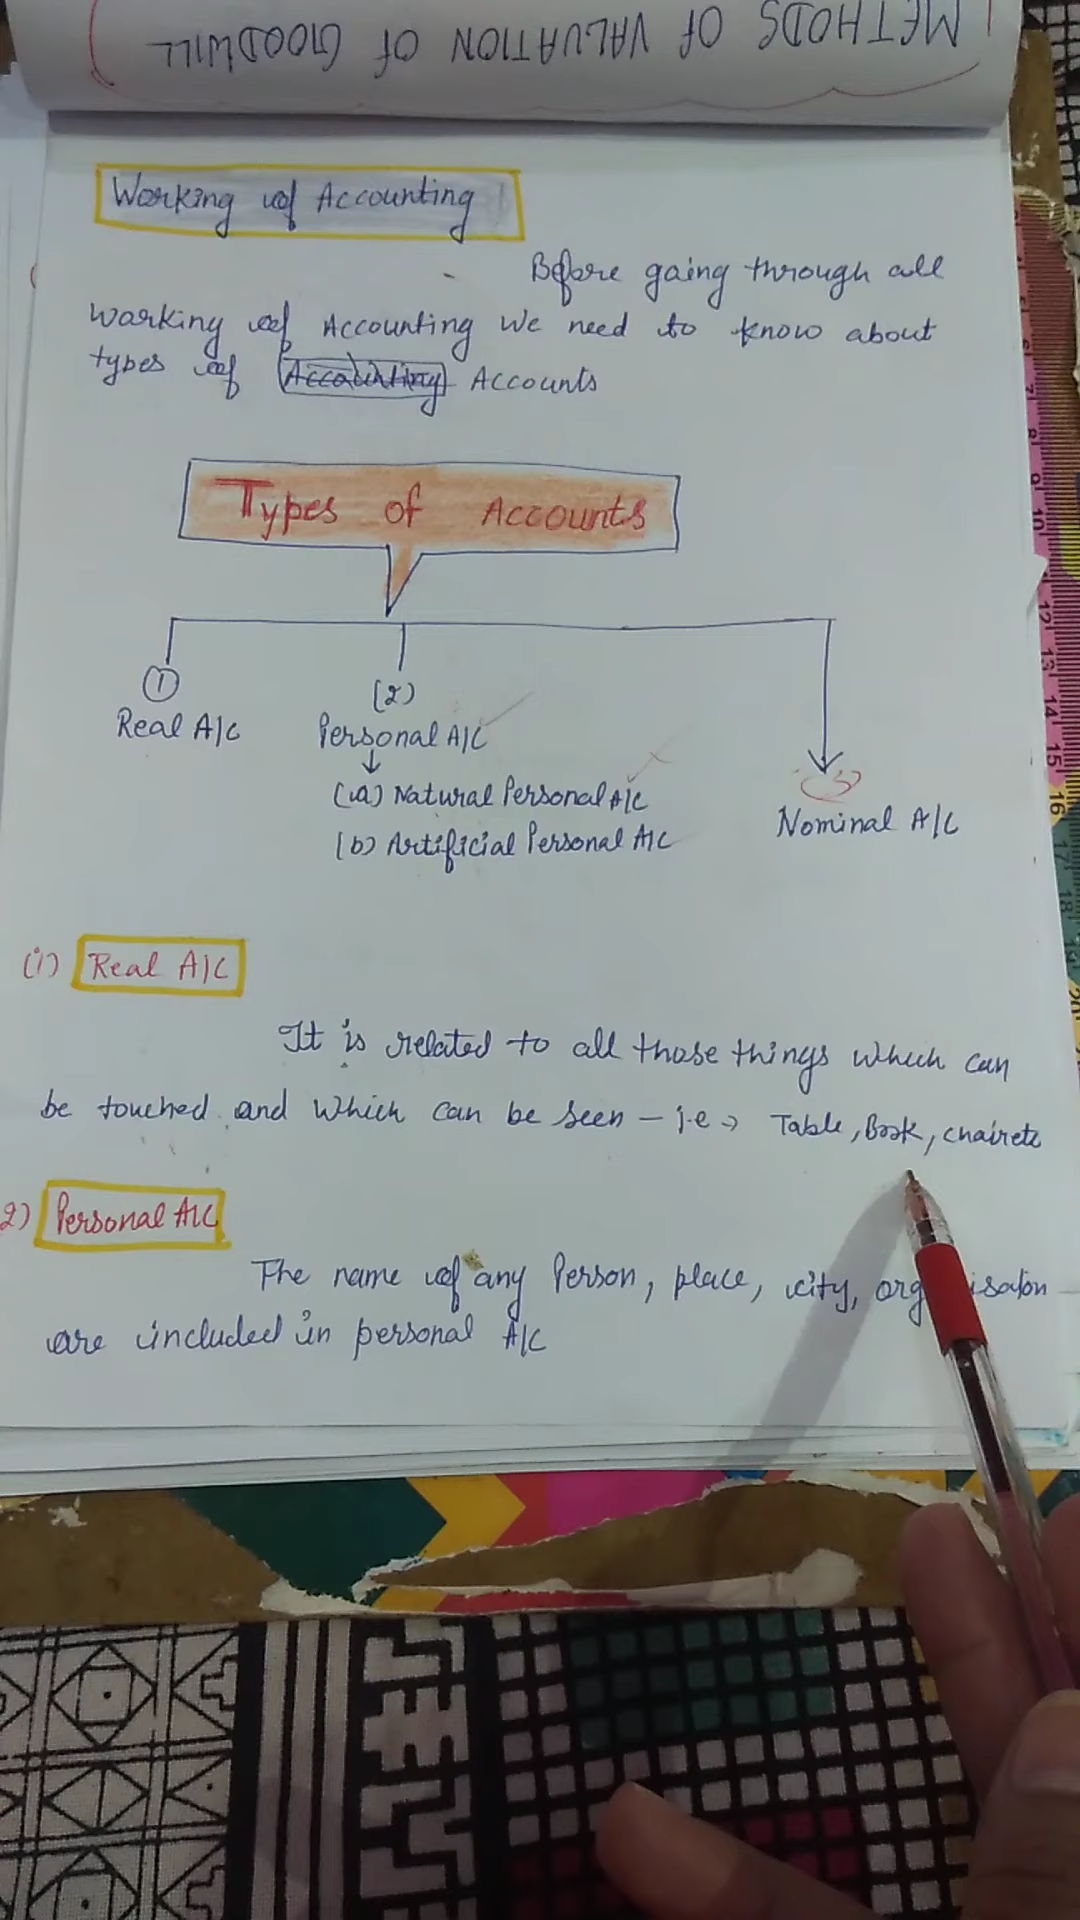 METHODS OF VALUATION OF GOODWILL
Working of Accounting
Before going through all
working of Accounting We need to know about
types of Accounting Accounts
Types of Accounts
1
Real A/C
(2)
Personal A/C
(a) Natural Personal A/C
(b) Artificial Personal A/C
(3)
Nominal A/C
(1) Real A/C
It is related to all those things which can
be touched and which can be seen - i.e → Table, Book, chair etc
2) Personal A/C
The name of any Person, place, city, orgisaton
are included in personal A/C